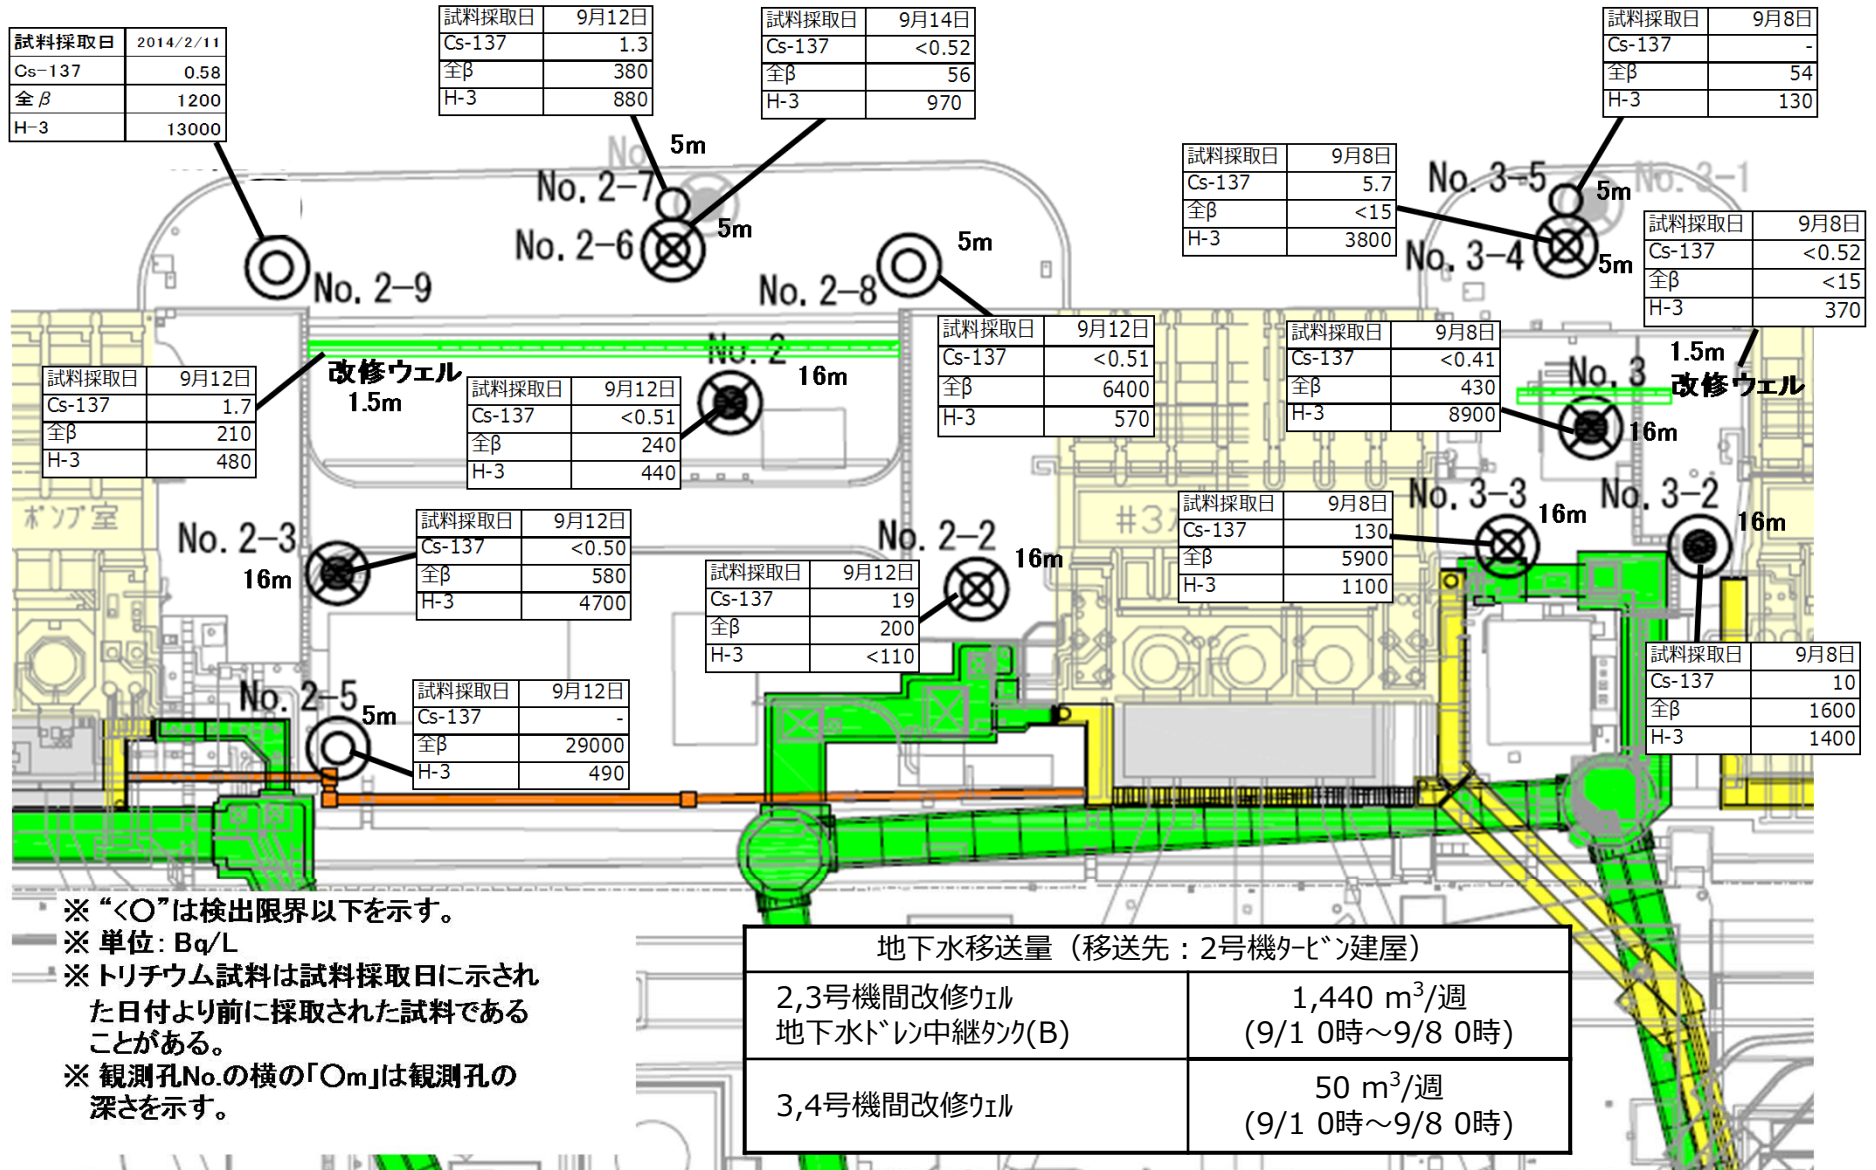 試料採取日 2014/2/11
Cs-137 0.58
全β 1200
H-3 13000
試料採取日 9月12日
Cs-137 1.3
全β 380
H-3 880
試料採取日 9月14日
Cs-137 <0.52
全β 56
H-3 970
試料採取日 9月8日
Cs-137 -
全β 54
H-3 130
No
5m
No. 2-7
No. 2-6
5m
No. 2-9
No. 2-8
5m
試料採取日 9月8日
Cs-137 5.7
全β <15
H-3 3800
No. 3-5
5m
No. 3-1
No. 3-4
5m
試料採取日 9月8日
Cs-137 <0.52
全β <15
H-3 370
試料採取日 9月12日
Cs-137 1.7
全β 210
H-3 480
改修ウェル
1.5m
試料採取日 9月12日
Cs-137 <0.51
全β 240
H-3 440
No. 2
16m
試料採取日 9月12日
Cs-137 <0.51
全β 6400
H-3 570
試料採取日 9月8日
Cs-137 <0.41
全β 430
H-3 8900
No. 3
16m
1.5m
改修ウェル
ポンプ室
No. 2-3
16m
試料採取日 9月12日
Cs-137 <0.50
全β 580
H-3 4700
No. 2-2
16m
試料採取日 9月12日
Cs-137 19
全β 200
H-3 <110
#3
試料採取日 9月8日
Cs-137 130
全β 5900
H-3 1100
No. 3-3
16m
No. 3-2
16m
試料採取日 9月8日
Cs-137 10
全β 1600
H-3 1400
No. 2-5
5m
試料採取日 9月12日
Cs-137 -
全β 29000
H-3 490
※ “<〇”は検出限界以下を示す。
※ 単位: Bq/L
※ トリチウム試料は試料採取日に示され
た日付より前に採取された試料である
ことがある。
※ 観測孔No.の横の「〇m」は観測孔の
深さを示す。
地下水移送量（移送先：2号機ﾀｰﾋﾞﾝ建屋）
2,3号機間改修ｳｪﾙ
地下水ﾄﾞﾚﾝ中継ﾀﾝｸ(B)
1,440 m³/週
(9/1 0時～9/8 0時)
3,4号機間改修ｳｪﾙ
50 m³/週
(9/1 0時～9/8 0時)